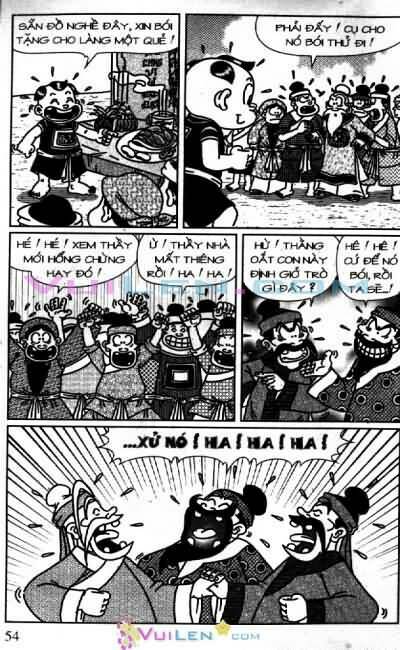 SẴN ĐỒ NGHỀ ĐÂY, XIN BÓI
TẶNG CHO LÀNG MỘT QUẺ!
PHẢI ĐẤY! CỤ CHO
NÓ BÓI THỬ ĐI!
HÉ! HÉ! XEM THẦY
MỚI HỔNG CHỪNG
HAY ĐÓ!
Ừ! THẦY NHÀ
MẤT THIÊNG
RỒI! HA! HA!
HỪ! THẰNG
OẮT CON NÀY
ĐỊNH GIỞ TRÒ
GÌ ĐÂY?
HÊ! HÊ!
CỨ ĐỂ NÓ
BÓI, RỒI
TA SẼ...!
VUILEN.COM
...XỬ NÓ! HA! HA! HA!
54
VUILEN
.COM